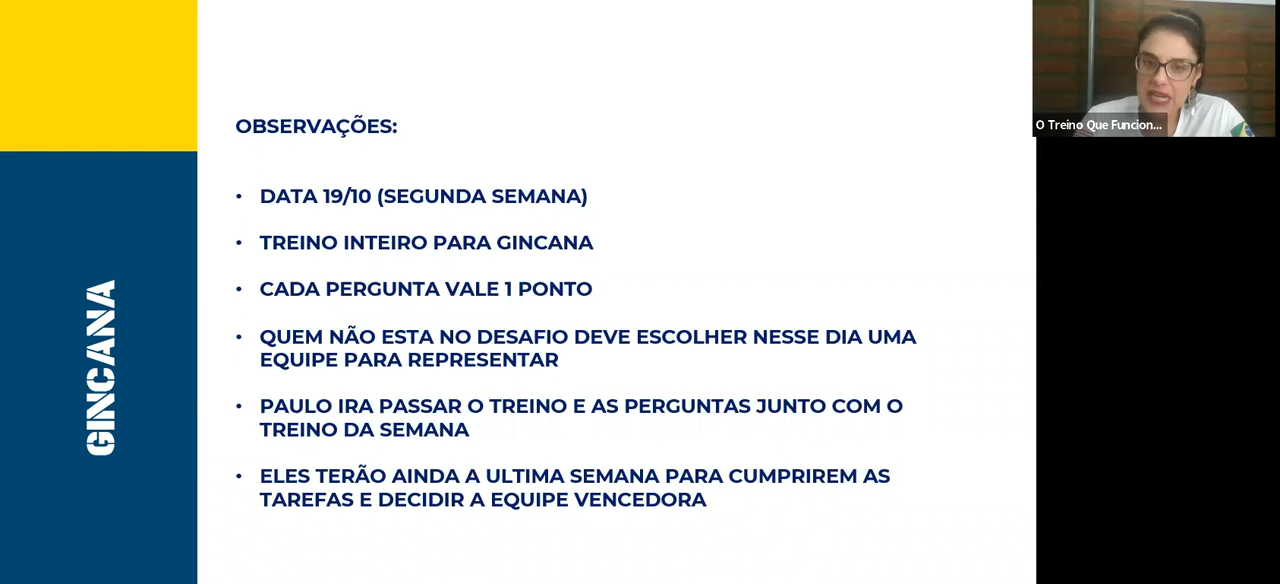 OBSERVAÇÕES:
• DATA 19/10 (SEGUNDA SEMANA)
• TREINO INTEIRO PARA GINCANA
• CADA PERGUNTA VALE 1 PONTO
• QUEM NÃO ESTA NO DESAFIO DEVE ESCOLHER NESSE DIA UMA
EQUIPE PARA REPRESENTAR
• PAULO IRA PASSAR O TREINO E AS PERGUNTAS JUNTO COM O
TREINO DA SEMANA
• ELES TERÃO AINDA A ULTIMA SEMANA PARA CUMPRIREM AS
TAREFAS E DECIDIR A EQUIPE VENCEDORA
GINCANA
O Treino Que Funcion...